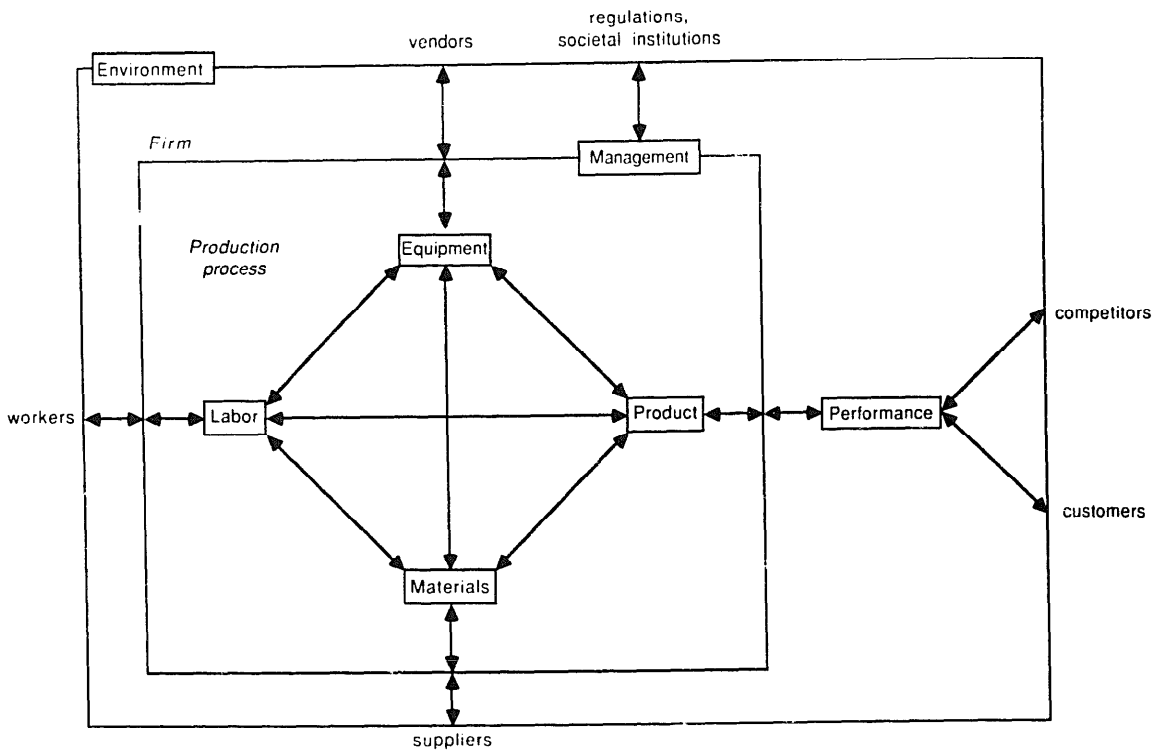 regulations,
societal institutions
vendors
Environment
Firm
Management
Production
process
Equipment
competitors
workers
Labor
Product
Performance
customers
Materials
suppliers